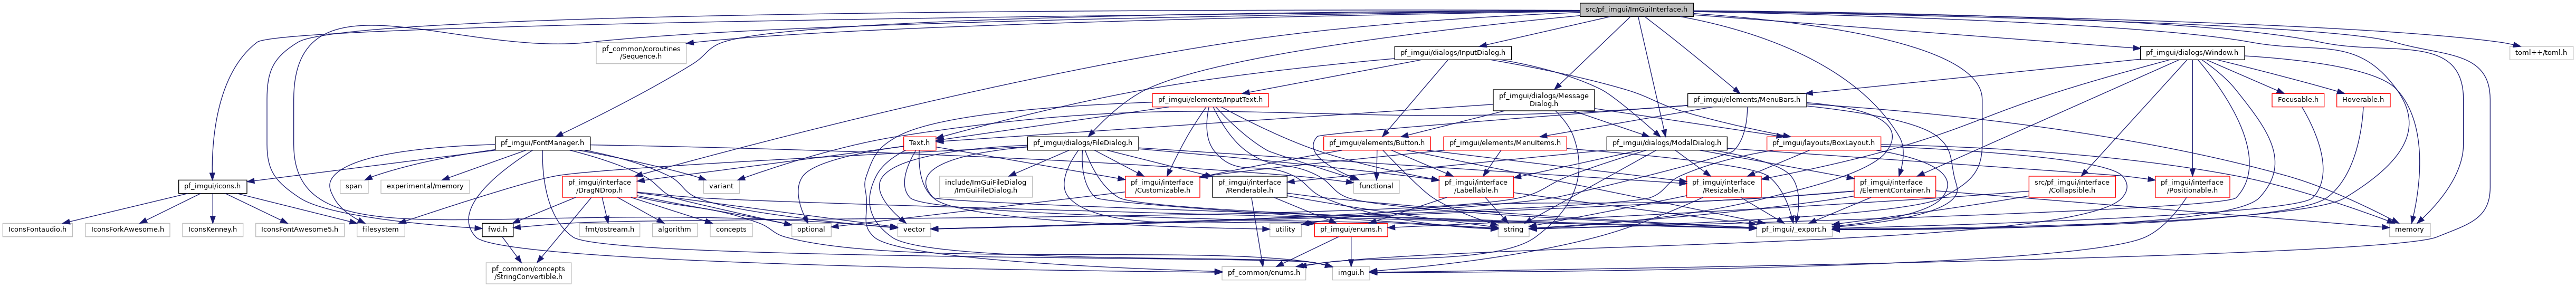 src/pf_imgui/ImGuiInterface.h
pf_common/coroutines
/Sequence.h
pf_imgui/dialogs/InputDialog.h
pf_imgui/dialogs/Window.h
toml++/toml.h
pf_imgui/elements/InputText.h
pf_imgui/dialogs/Message
Dialog.h
pf_imgui/elements/MenuBars.h
Focusable.h
Hoverable.h
pf_imgui/FontManager.h
Text.h
pf_imgui/dialogs/FileDialog.h
pf_imgui/elements/Button.h
pf_imgui/elements/MenuItems.h
pf_imgui/dialogs/ModalDialog.h
pf_imgui/layouts/BoxLayout.h
pf_imgui/icons.h
span
experimental/memory
pf_imgui/interface
/DragNDrop.h
variant
include/ImGuiFileDialog
/ImGuiFileDialog.h
pf_imgui/interface
/Customizable.h
pf_imgui/interface
/Renderable.h
functional
pf_imgui/interface
/Labellable.h
pf_imgui/interface
/Resizable.h
pf_imgui/interface
/ElementContainer.h
src/pf_imgui/interface
/Collapsible.h
pf_imgui/interface
/Positionable.h
IconsFontaudio.h
IconsForkAwesome.h
IconsKenney.h
IconsFontAwesome5.h
filesystem
fwd.h
fmt/ostream.h
algorithm
concepts
optional
vector
utility
pf_imgui/enums.h
string
pf_imgui/_export.h
memory
pf_common/concepts
/StringConvertible.h
pf_common/enums.h
imgui.h